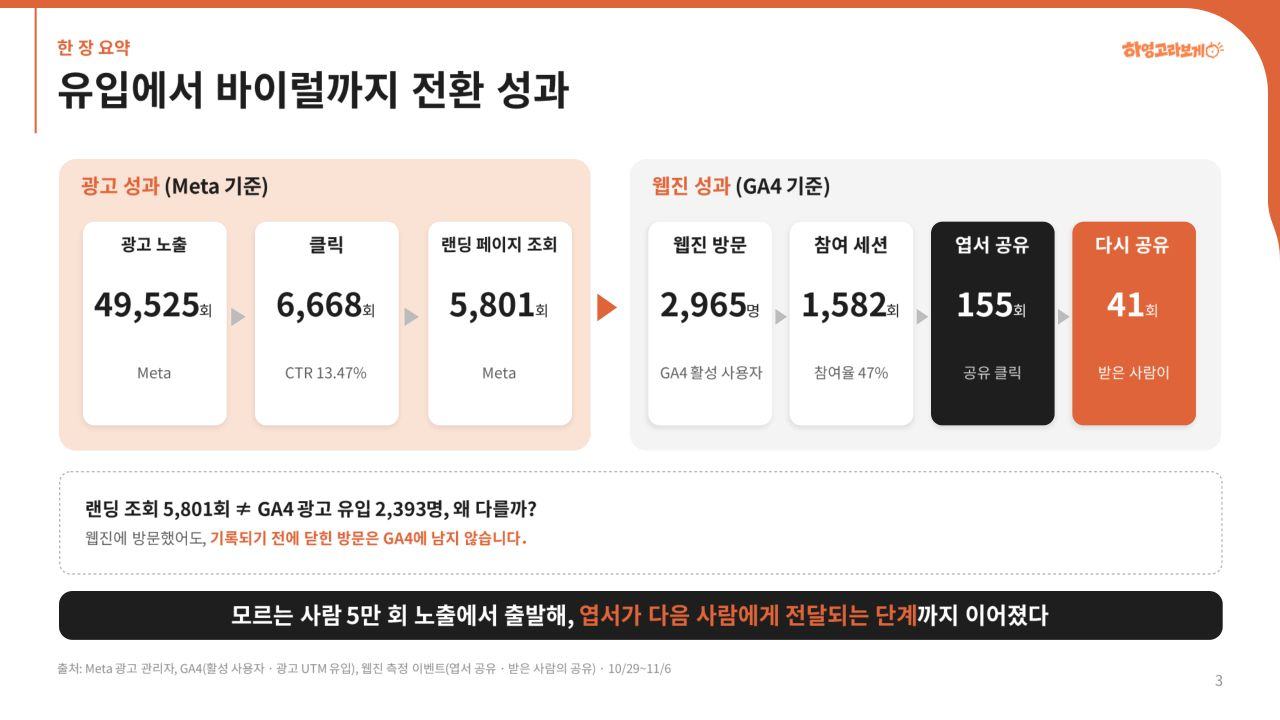 한 장 요약
하영고라보게
유입에서 바이럴까지 전환 성과
광고 성과 (Meta 기준)
광고 노출
49,525회
Meta
클릭
6,668회
CTR 13.47%
랜딩 페이지 조회
5,801회
Meta
웹진 성과 (GA4 기준)
웹진 방문
2,965명
GA4 활성 사용자
참여 세션
1,582회
참여율 47%
엽서 공유
155회
공유 클릭
다시 공유
41회
받은 사람이
랜딩 조회 5,801회 ≠ GA4 광고 유입 2,393명, 왜 다를까?
웹진에 방문했어도, 기록되기 전에 닫힌 방문은 GA4에 남지 않습니다.
모르는 사람 5만 회 노출에서 출발해, 엽서가 다음 사람에게 전달되는 단계까지 이어졌다
출처: Meta 광고 관리자, GA4(활성 사용자 · 광고 UTM 유입), 웹진 측정 이벤트(엽서 공유 · 받은 사람의 공유) · 10/29~11/6
3